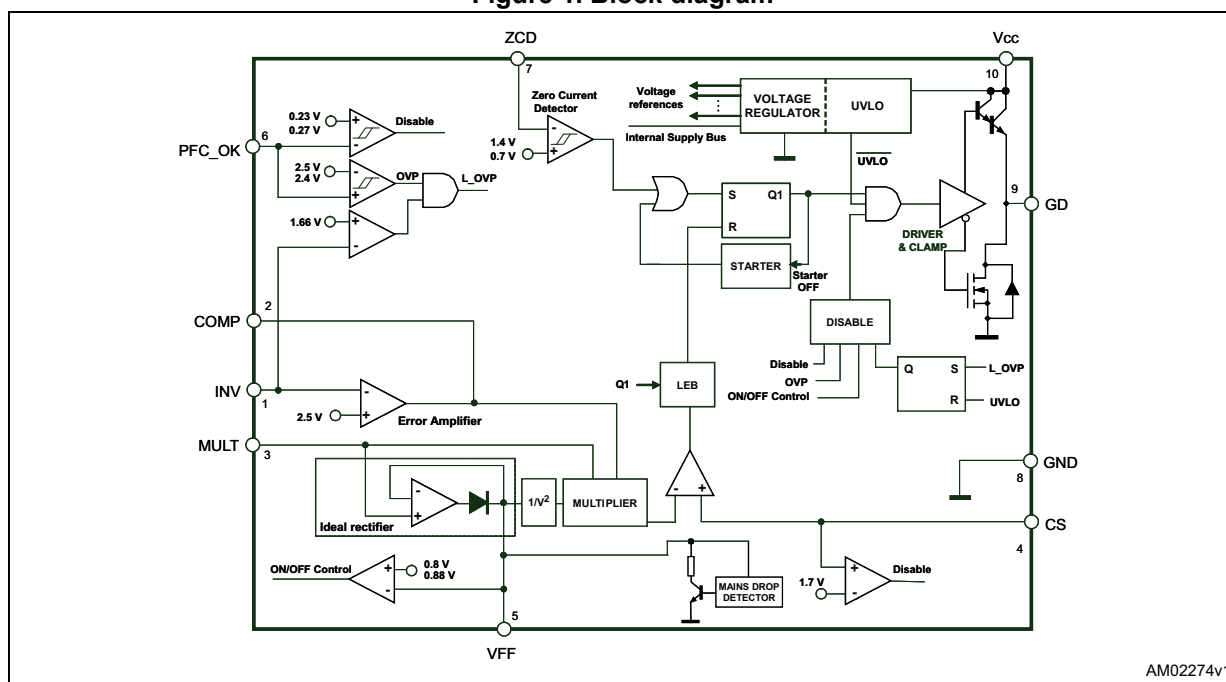 Figure 1. Block diagram
ZCD
7
Vcc
10
Zero Current
Detector
Voltage
references
VOLTAGE
REGULATOR
UVLO
Internal Supply Bus
UVLO
0.23 V
0.27 V
Disable
6
PFC_OK
2.5 V
2.4 V
OVP
L_OVP
1.66 V
1.4 V
0.7 V
S
Q1
R
STARTER
Starter
OFF
DRIVER
& CLAMP
9
GD
2
COMP
DISABLE
Disable
OVP
ON/OFF Control
Q
S
R
L_OVP
UVLO
Q1
LEB
INV
1
2.5 V
Error Amplifier
MULT
3
Ideal rectifier
1/V²
MULTIPLIER
GND
8
CS
4
ON/OFF Control
0.8 V
0.88 V
MAINS DROP
DETECTOR
1.7 V
Disable
5
VFF
AM02274v1